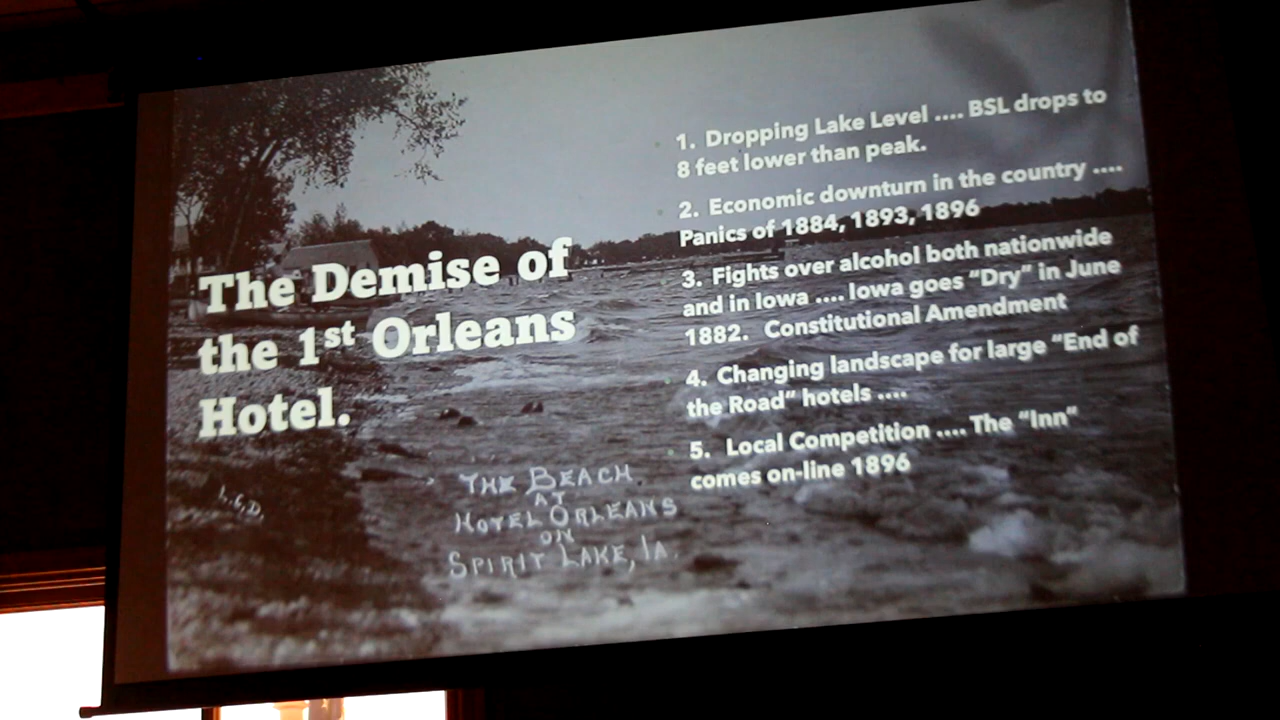 The Demise of
the 1st Orleans
Hotel.
1. Dropping Lake Level .... BSL drops to
8 feet lower than peak.
2. Economic downturn in the country ....
Panics of 1884, 1893, 1896
3. Fights over alcohol both nationwide
and in Iowa .... Iowa goes “Dry” in June
1882. Constitutional Amendment
4. Changing landscape for large “End of
the Road” hotels ....
5. Local Competition .... The “Inn”
comes on-line 1896
THE BEACH
AT
HOTEL ORLEANS
ON
SPIRIT LAKE, IA.